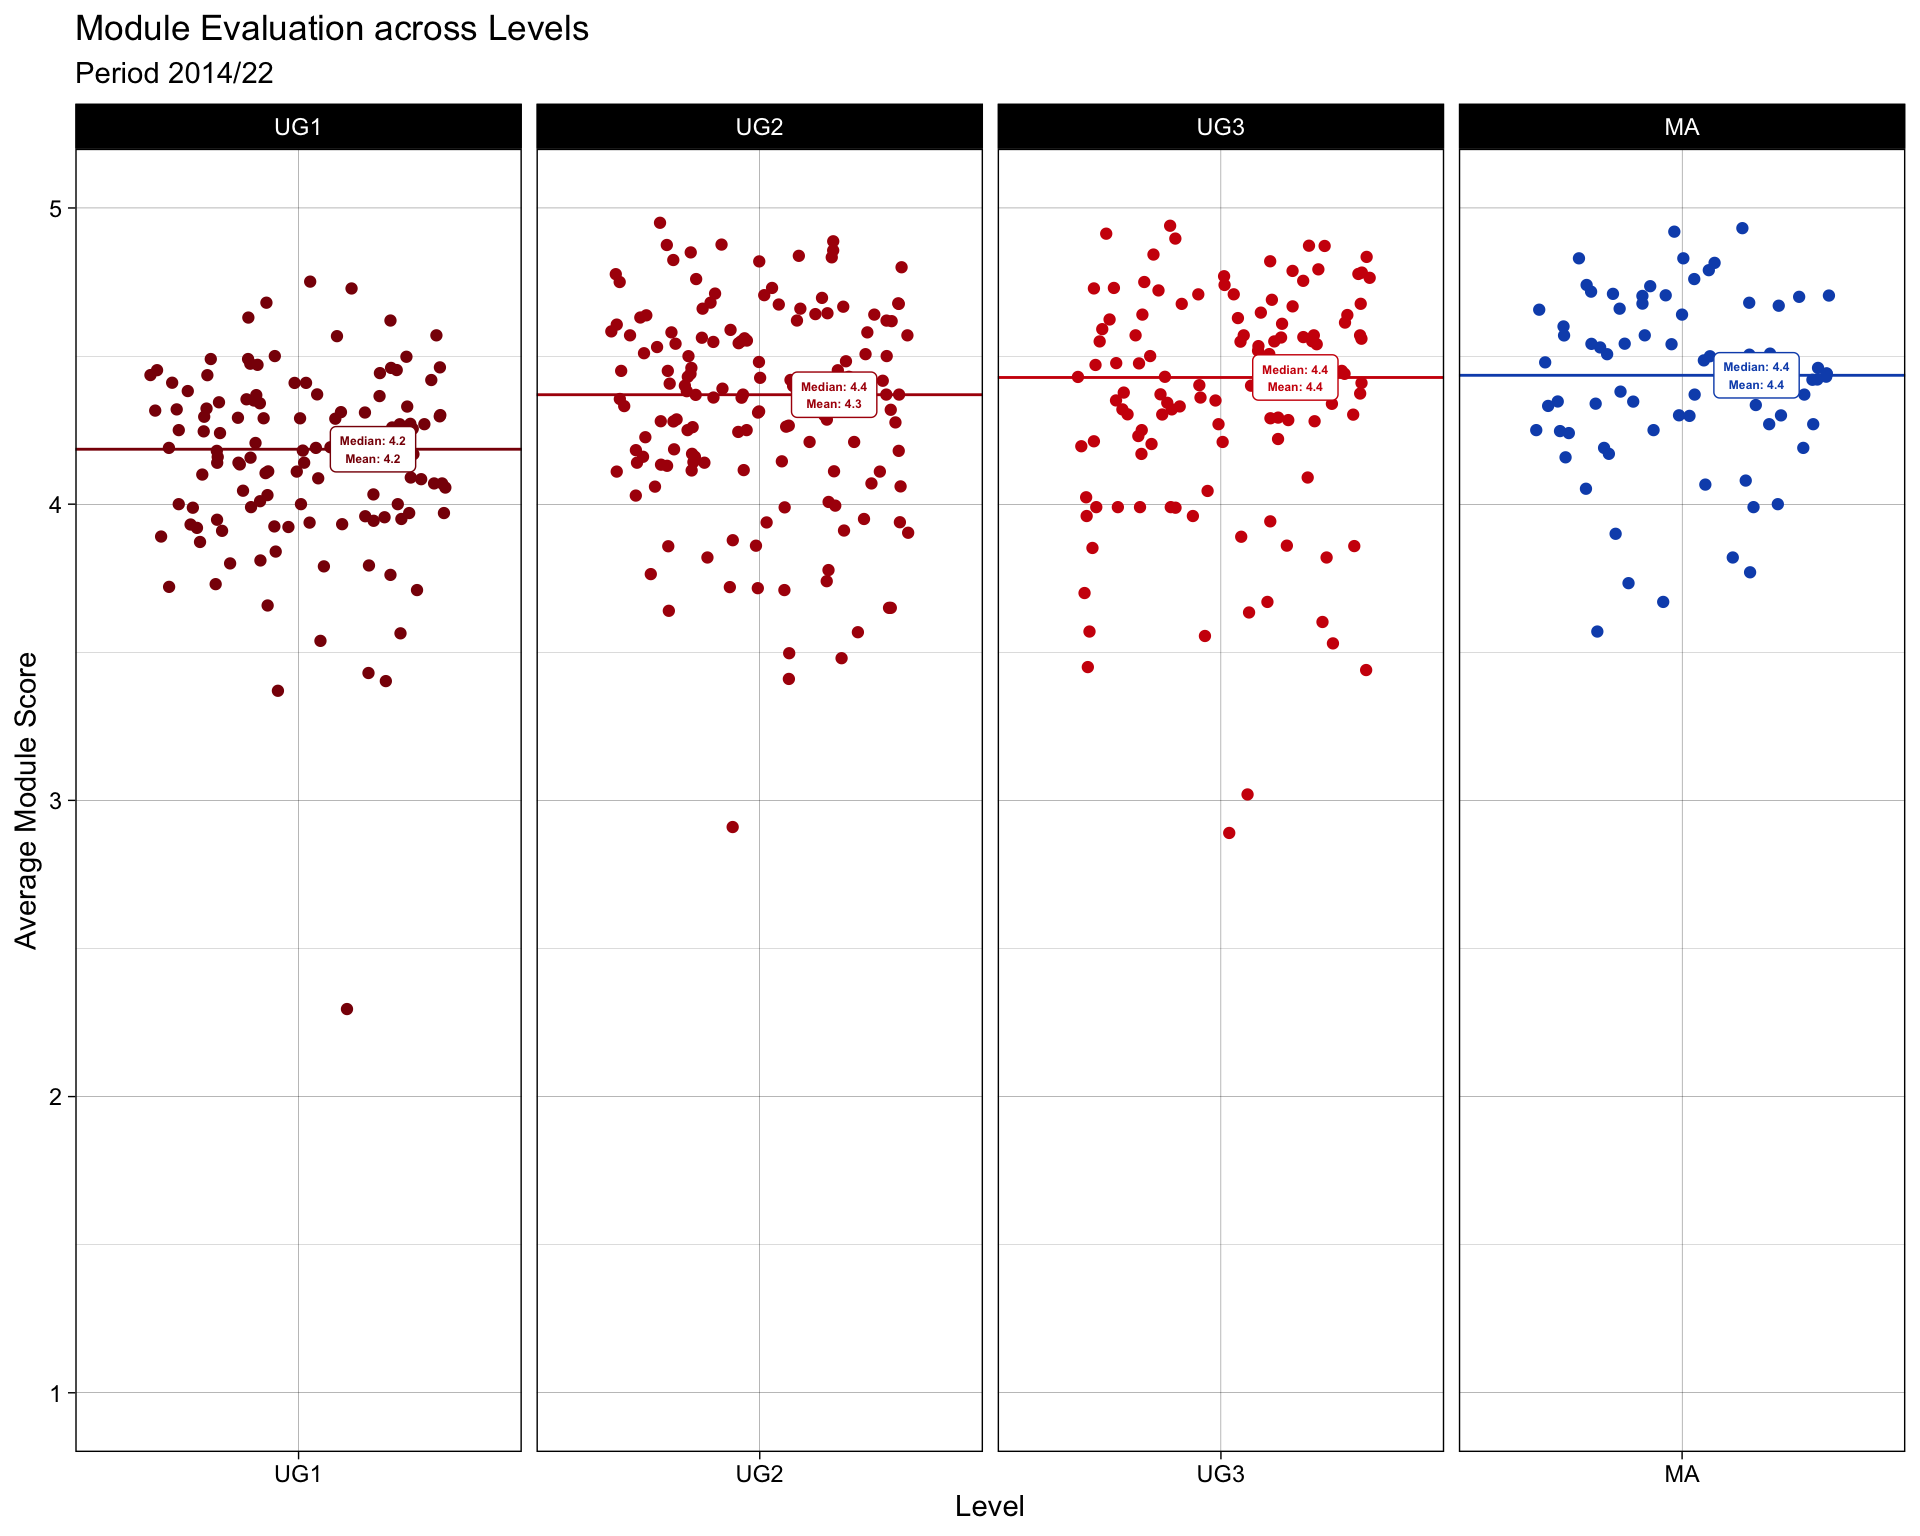 Module Evaluation across Levels
Period 2014/22
UG1
UG2
UG3
MA
Average Module Score
5
4
3
2
1
Median: 4.2
Mean: 4.2
Median: 4.4
Mean: 4.3
Median: 4.4
Mean: 4.4
Median: 4.4
Mean: 4.4
UG1
UG2
UG3
MA
Level